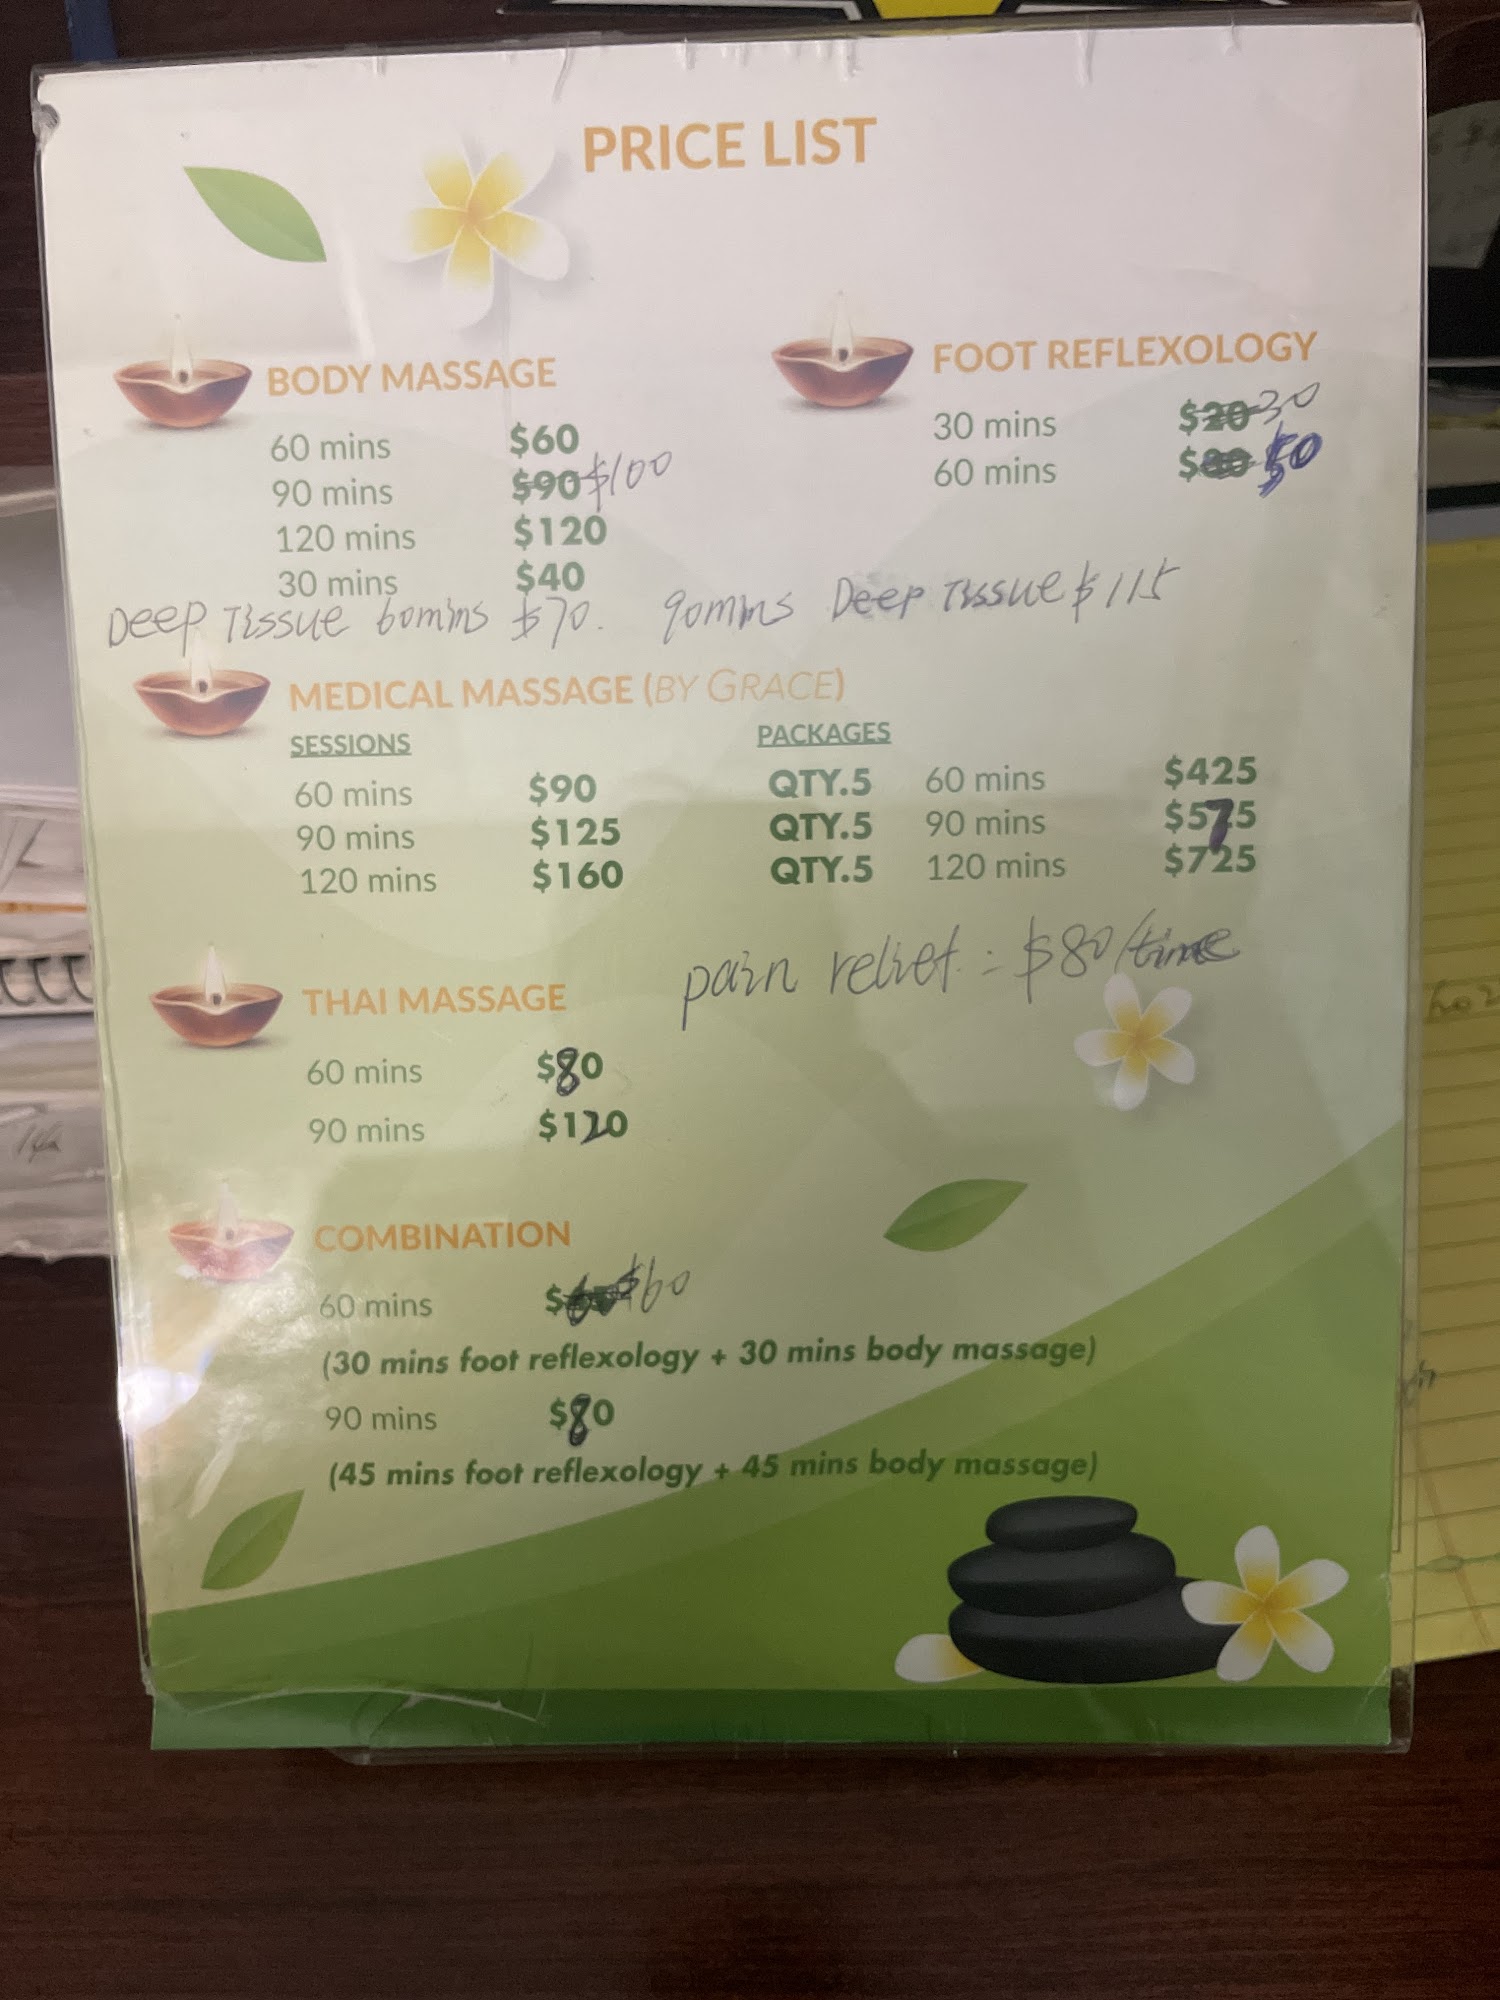 PRICE LIST
BODY MASSAGE
60 mins $60
90 mins $90 $100
120 mins $120
30 mins $40
FOOT REFLEXOLOGY
30 mins $20 30
60 mins $ $50
Deep Tissue 60mins $70. 90mins Deep Tissue $115
MEDICAL MASSAGE (BY GRACE)
SESSIONS
60 mins $90
90 mins $125
120 mins $160
PACKAGES
QTY.5 60 mins $425
QTY.5 90 mins $575
QTY.5 120 mins $725
pain relief : $80/time
THAI MASSAGE
60 mins $80
90 mins $120
COMBINATION
60 mins $ $60
(30 mins foot reflexology + 30 mins body massage)
90 mins $80
(45 mins foot reflexology + 45 mins body massage)